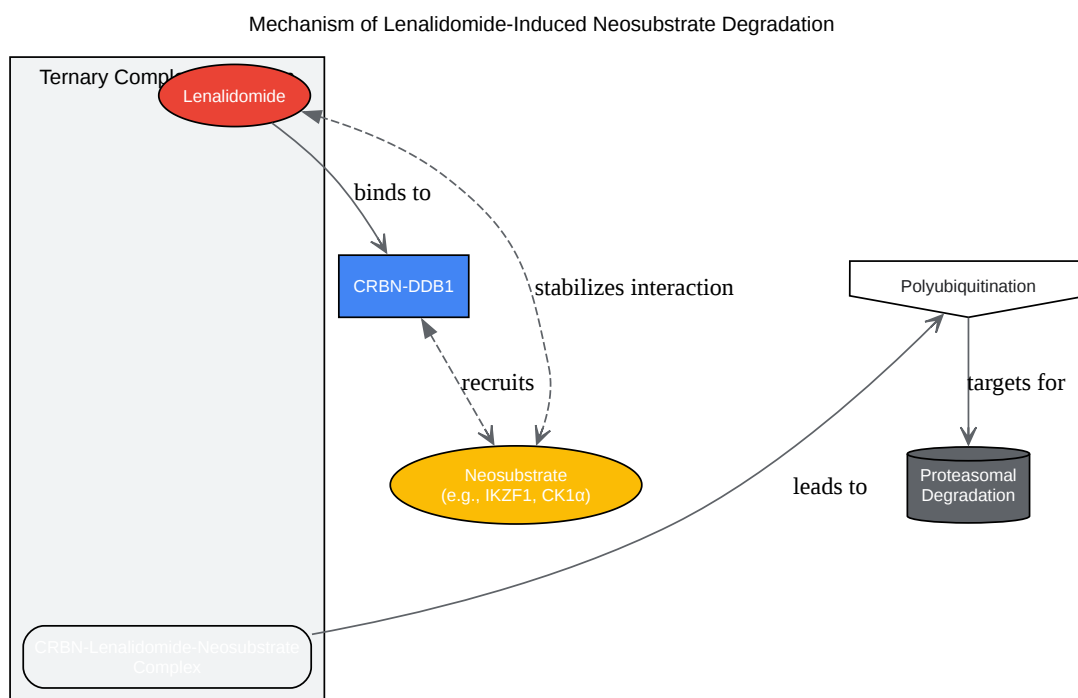 Mechanism of Lenalidomide-Induced Neosubstrate Degradation
Ternary Compl
Lenalidomide
binds to
CRBN-DDB1
stabilizes interaction
Polyubiquitination
recruits
targets for
Neosubstrate
(e.g., IKZF1, CK1α)
leads to
Proteasomal
Degradation
CRBN-Lenalidomide-Neosubstrate
Complex